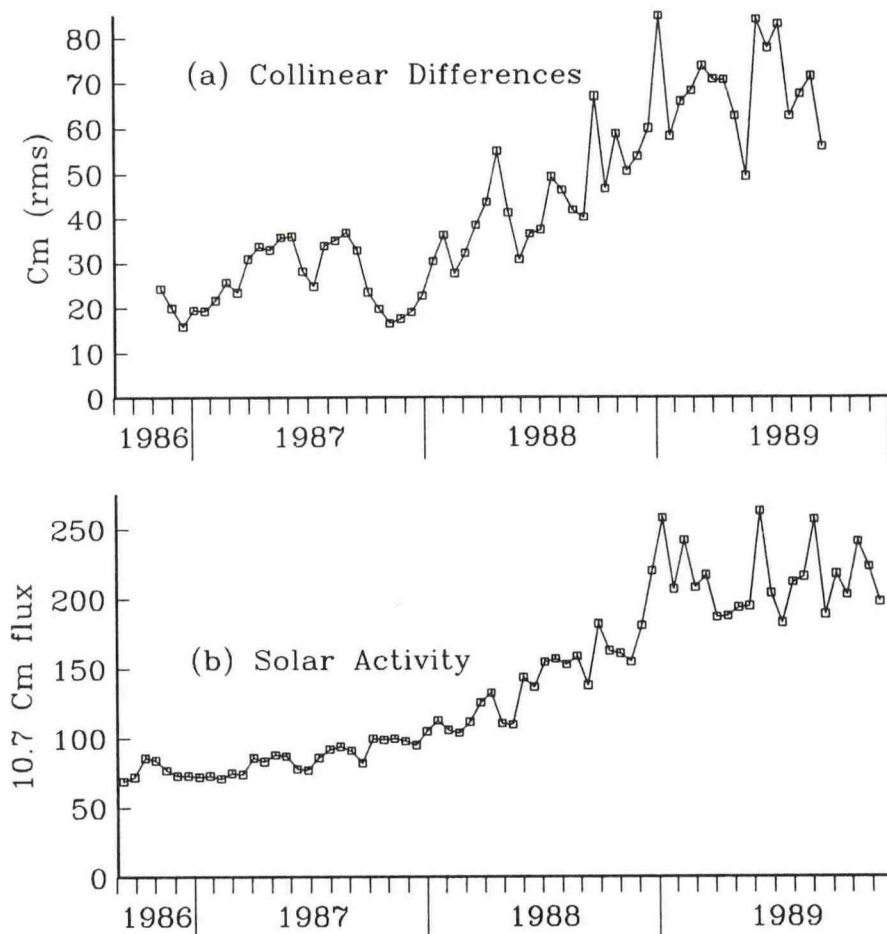 80
(a) Collinear Differences
70
60
50
40
30
20
10
0
Cm (rms)
1986 1987 1988 1989
250
200
(b) Solar Activity
150
100
50
0
10.7 Cm flux
1986 1987 1988 1989